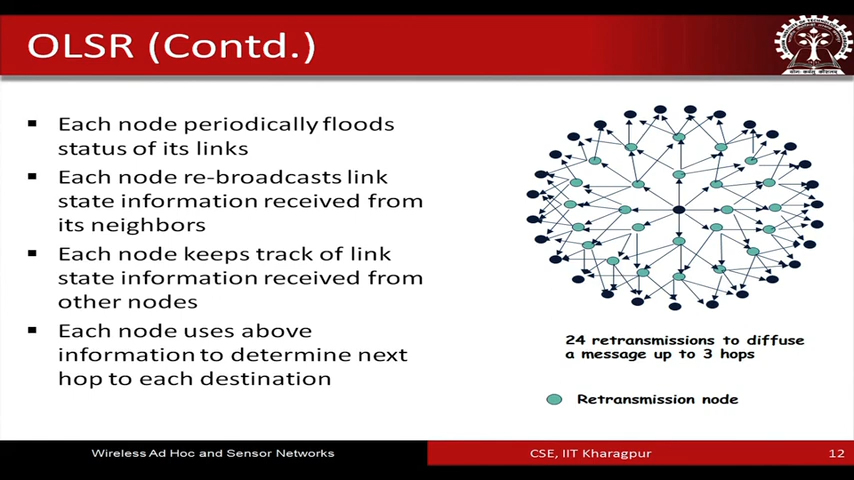 OLSR (Contd.)
Each node periodically floods
status of its links
Each node re-broadcasts link
state information received from
its neighbors
Each node keeps track of link
state information received from
other nodes
Each node uses above
information to determine next
hop to each destination
24 retransmissions to diffuse
a message up to 3 hops
Retransmission node
Wireless Ad Hoc and Sensor Networks
CSE, IIT Kharagpur
12